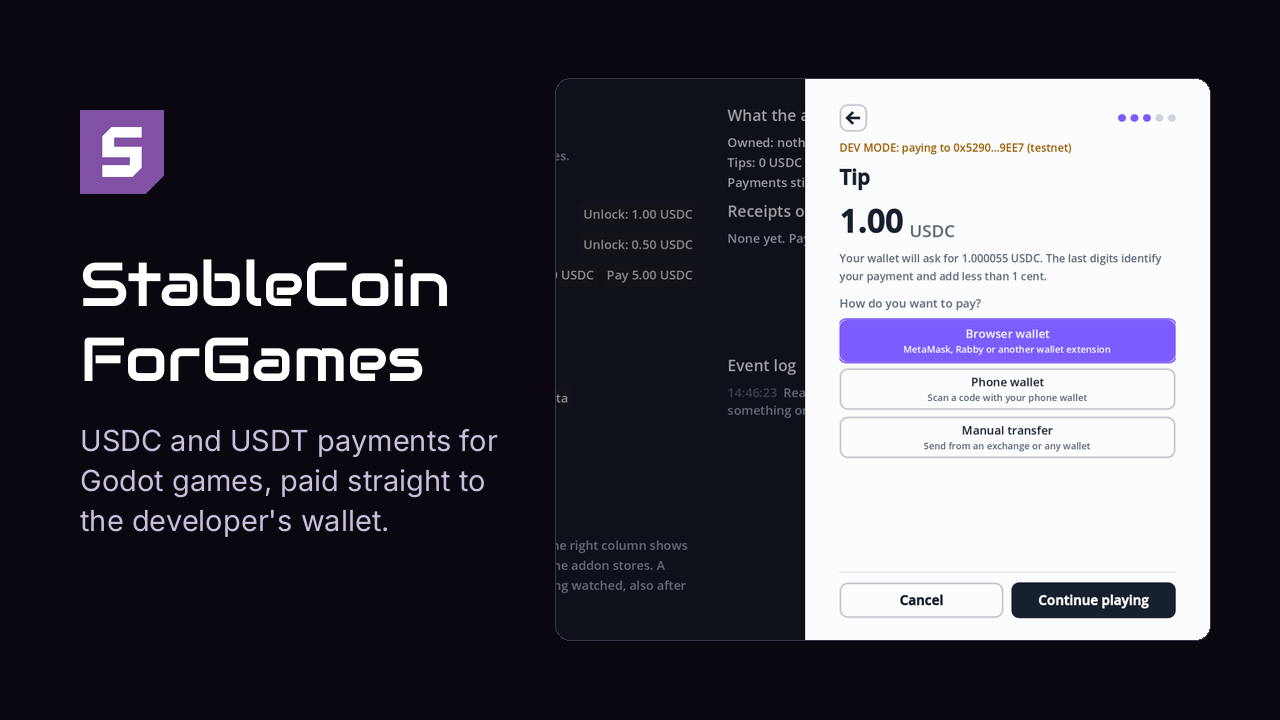 S
StableCoin
ForGames
USDC and USDT payments for
Godot games, paid straight to
the developer's wallet.
es.
Unlock: 1.00 USDC
Unlock: 0.50 USDC
USDC Pay 5.00 USDC
ta
right column shows
addon stores. A
watched, also after
What the
Owned:
Tips: 0 USDC
Payments
Receipts
None yet.
Event log
14:46:23
something
DEV MODE: paying to 0x5290...9EE7 (testnet)
Tip
1.00 USDC
Your wallet will ask for 1.000055 USDC. The last digits identify
your payment and add less than 1 cent.
How do you want to pay?
Browser wallet
MetaMask, Rabby or another wallet extension
Phone wallet
Scan a code with your phone wallet
Manual transfer
Send from an exchange or any wallet
Cancel
Continue playing